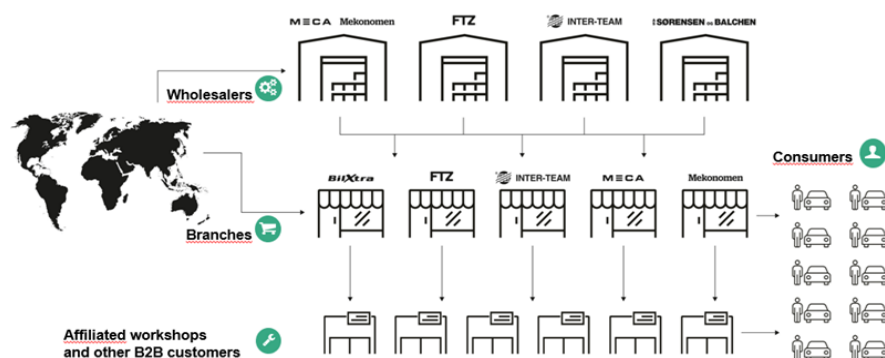 MECA Mekonomen
FTZ
INTER-TEAM
SØRENSEN OG BALCHEN
Wholesalers
Consumers
BilXtra
FTZ
INTER-TEAM
MECA
Mekonomen
Branches
Affiliated workshops
and other B2B customers